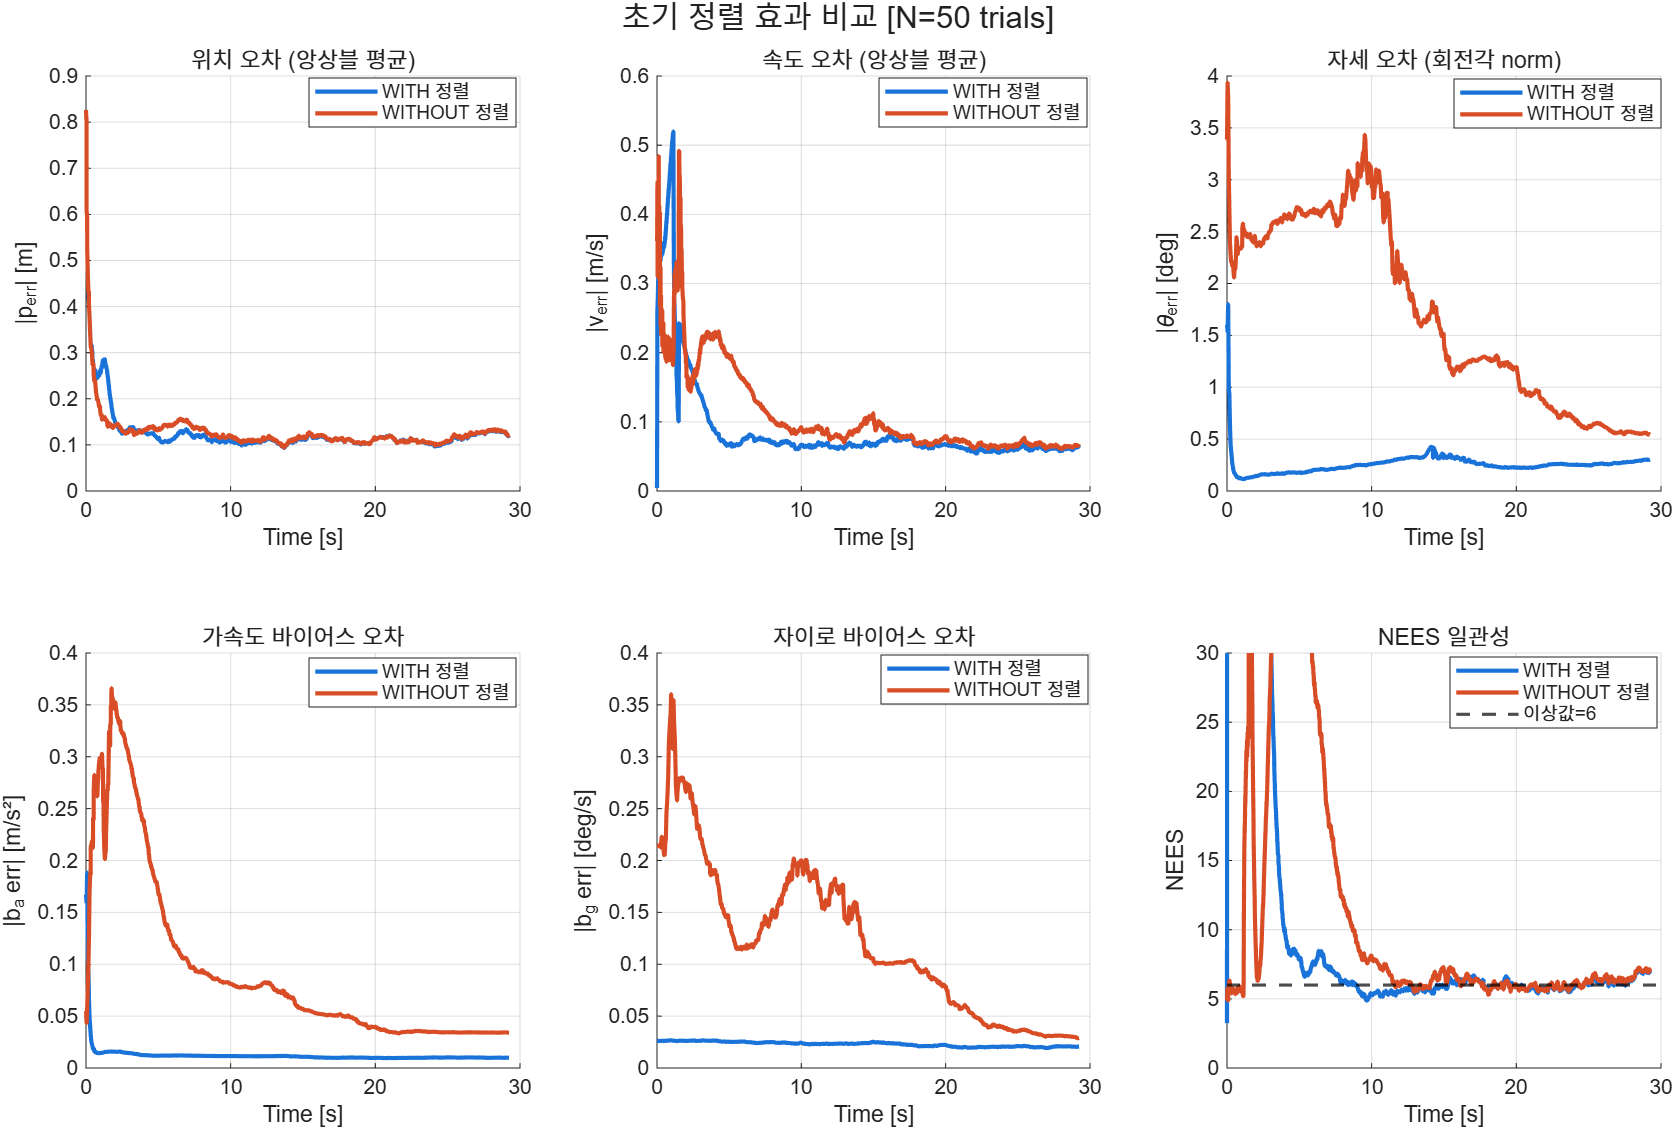 초기 정렬 효과 비교 [N=50 trials]
위치 오차 (앙상블 평균)
WITH 정렬
WITHOUT 정렬
|p_err| [m]
0.9
0.8
0.7
0.6
0.5
0.4
0.3
0.2
0.1
0
0 10 20 30
Time [s]
속도 오차 (앙상블 평균)
WITH 정렬
WITHOUT 정렬
|v_err| [m/s]
0.6
0.5
0.4
0.3
0.2
0.1
0
0 10 20 30
Time [s]
자세 오차 (회전각 norm)
WITH 정렬
WITHOUT 정렬
|θ_err| [deg]
4
3.5
3
2.5
2
1.5
1
0.5
0
0 10 20 30
Time [s]
가속도 바이어스 오차
WITH 정렬
WITHOUT 정렬
|b_a err| [m/s²]
0.4
0.35
0.3
0.25
0.2
0.15
0.1
0.05
0
0 10 20 30
Time [s]
자이로 바이어스 오차
WITH 정렬
WITHOUT 정렬
|b_g err| [deg/s]
0.4
0.35
0.3
0.25
0.2
0.15
0.1
0.05
0
0 10 20 30
Time [s]
NEES 일관성
WITH 정렬
WITHOUT 정렬
이상값=6
NEES
30
25
20
15
10
5
0
0 10 20 30
Time [s]